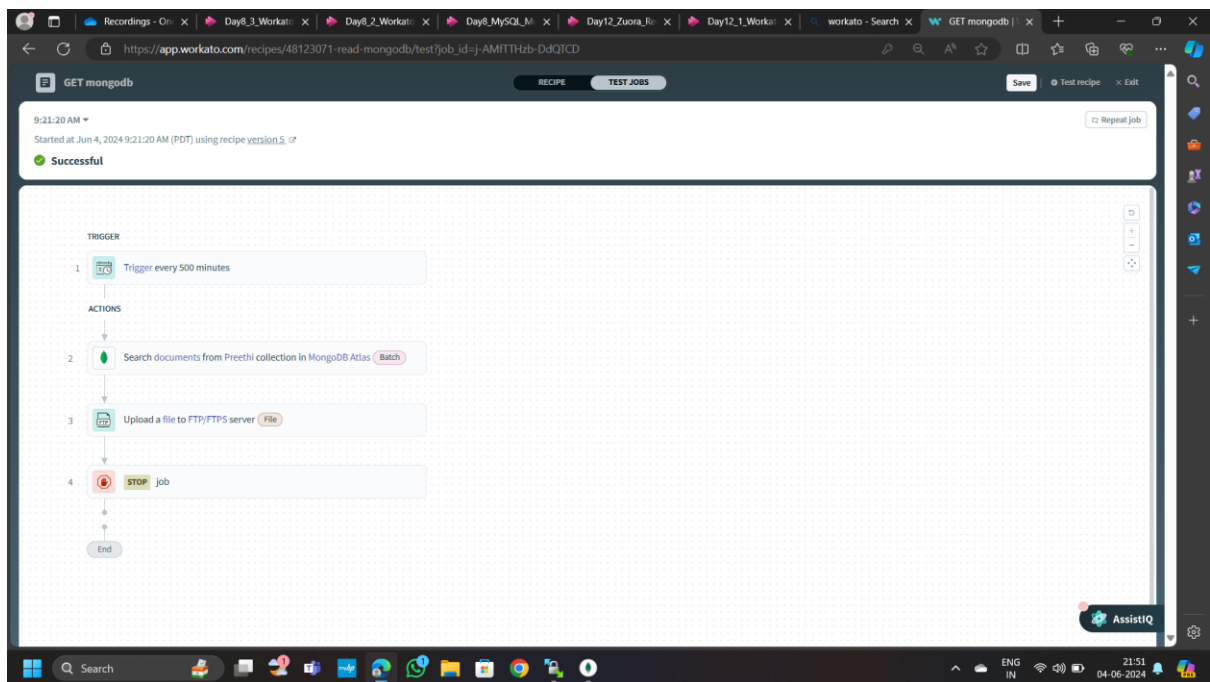 Recordings - On
Day8_3_Workato
Day8_2_Workato
Day8_MySQL_Mo
Day12_Zuora_Re
Day12_1_Workat
workato - Search
GET mongodb |
https://app.workato.com/recipes/48123071-read-mongodb/test?job_id=j-AMfTTHzb-DdQTCD
GET mongodb
RECIPE
TEST JOBS
Save
Test recipe
Exit
9:21:20 AM
Repeat job
Started at Jun 4, 2024 9:21:20 AM (PDT) using recipe version 5
Successful
TRIGGER
1 Trigger every 500 minutes
ACTIONS
2 Search documents from Preethi collection in MongoDB Atlas Batch
3 Upload a file to FTP/FTPS server File
4 STOP job
End
AssistIQ
Search
ENG
IN
21:51
04-06-2024